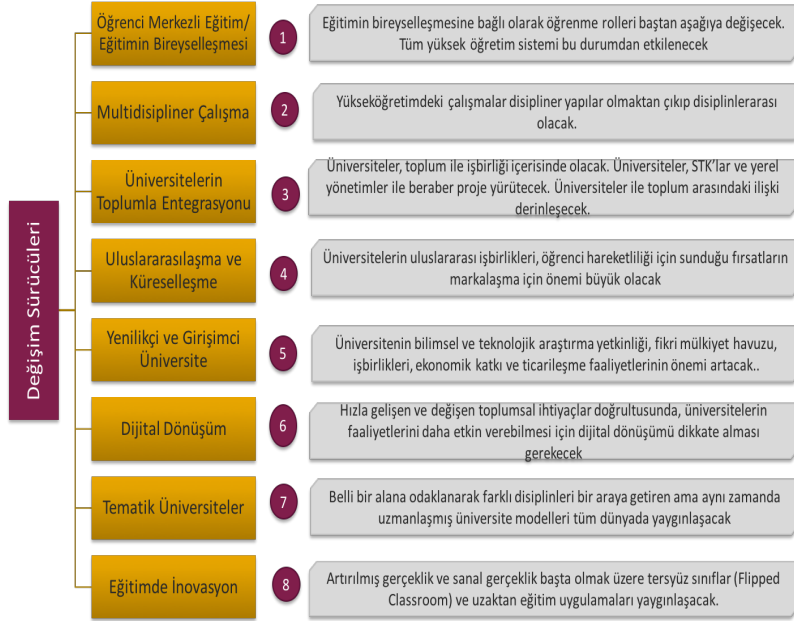 Değişim Sürücüleri
Öğrenci Merkezli Eğitim/
Eğitimin Bireyselleşmesi
1
Eğitimin bireyselleşmesine bağlı olarak öğrenme rolleri baştan aşağıya değişecek.
Tüm yüksek öğretim sistemi bu durumdan etkilenecek
Multidisipliner Çalışma
2
Yükseköğretimdeki çalışmalar disipliner yapılar olmaktan çıkıp disiplinlerarası
olacak.
Üniversitelerin
Toplumla Entegrasyonu
3
Üniversiteler, toplum ile işbirliği içerisinde olacak. Üniversiteler, STK'lar ve yerel
yönetimler ile beraber proje yürütecek. Üniversiteler ile toplum arasındaki ilişki
derinleşecek.
Uluslararasılaşma ve
Küreselleşme
4
Üniversitelerin uluslararası işbirlikleri, öğrenci hareketliliği için sunduğu fırsatların
markalaşma için önemi büyük olacak
Yenilikçi ve Girişimci
Üniversite
5
Üniversitenin bilimsel ve teknolojik araştırma yetkinliği, fikri mülkiyet havuzu,
işbirlikleri, ekonomik katkı ve ticarileşme faaliyetlerinin önemi artacak..
Dijital Dönüşüm
6
Hızla gelişen ve değişen toplumsal ihtiyaçlar doğrultusunda, üniversitelerin
faaliyetlerini daha etkin verebilmesi için dijital dönüşümü dikkate alması
gerekecek
Tematik Üniversiteler
7
Belli bir alana odaklanarak farklı disiplinleri bir araya getiren ama aynı zamanda
uzmanlaşmış üniversite modelleri tüm dünyada yaygınlaşacak
Eğitimde İnovasyon
8
Artırılmış gerçeklik ve sanal gerçeklik başta olmak üzere tersyüz sınıflar (Flipped
Classroom) ve uzaktan eğitim uygulamaları yaygınlaşacak.